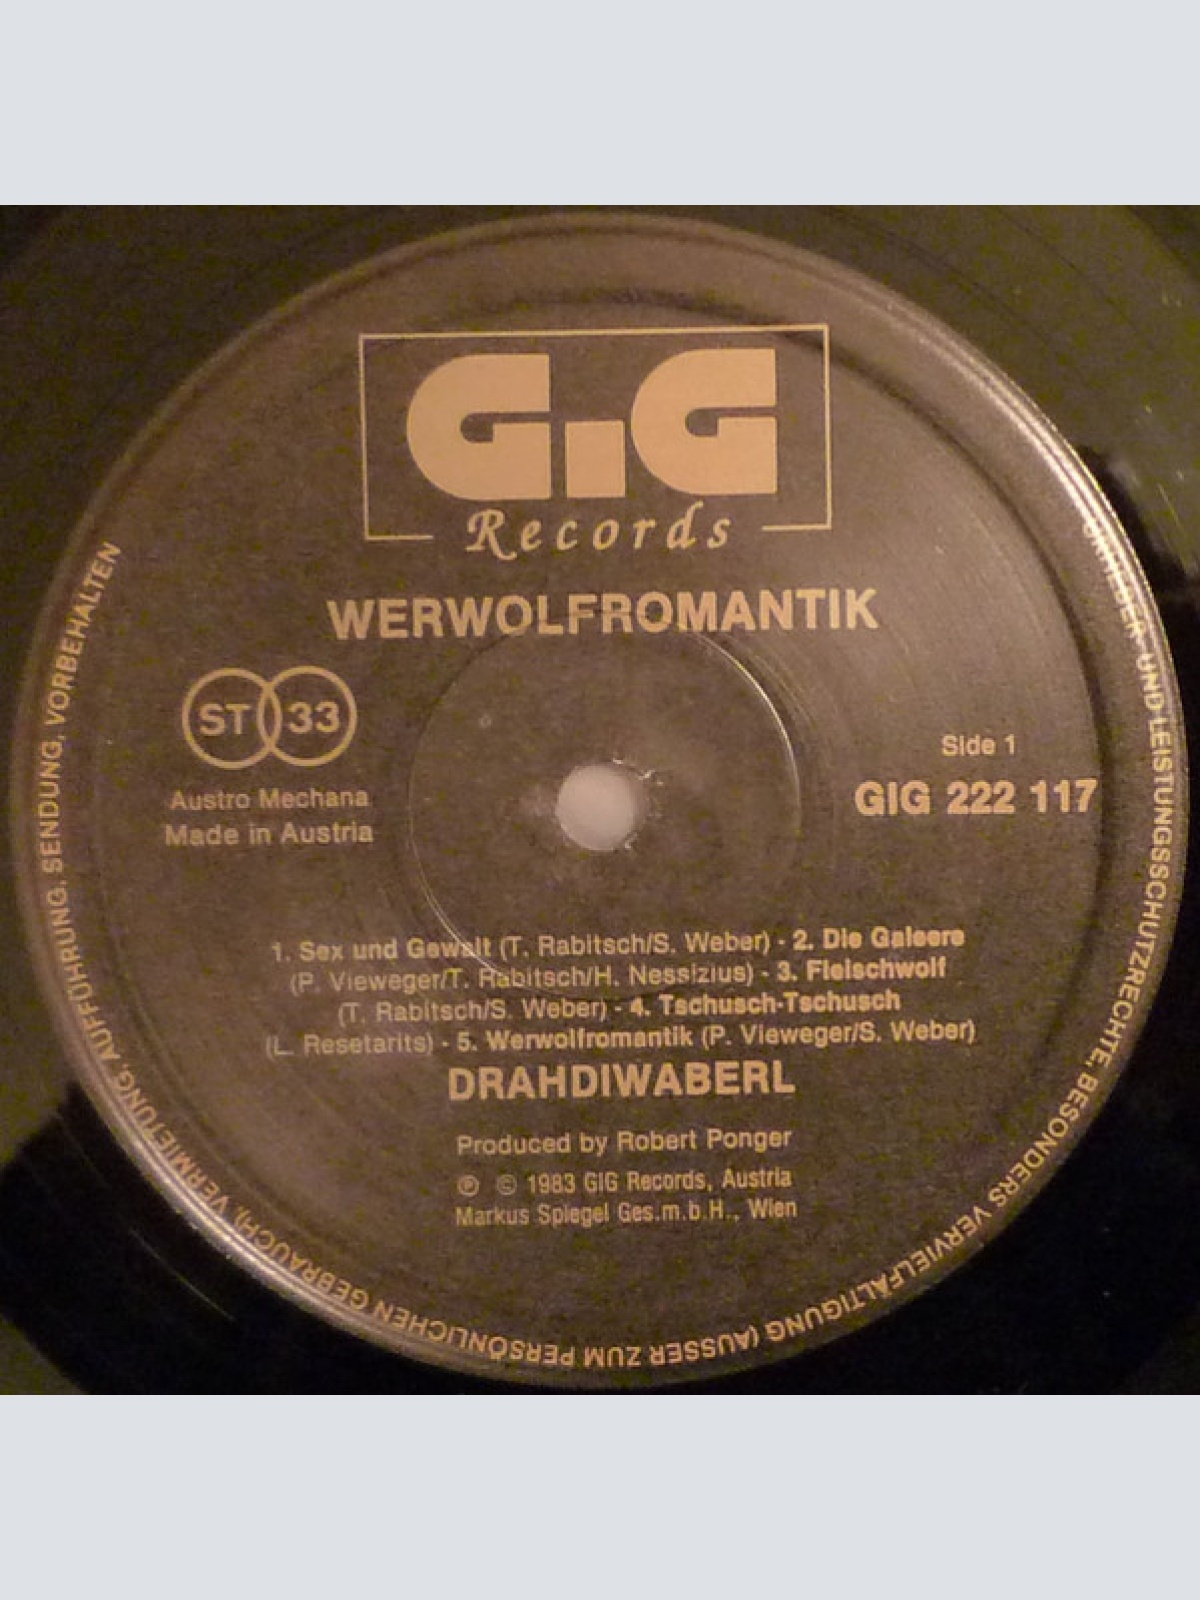 GiG
Records
WERWOLFROMANTIK
ST 33
Side 1
GIG 222 117
Austro Mechana
Made in Austria
1. Sex und Gewalt (T. Rabitsch/S. Weber) - 2. Die Galeere
(P. Vieweger/T. Rabitsch/H. Nessizius) - 3. Fleischwolf
(T. Rabitsch/S. Weber) - 4. Tschusch-Tschusch
(L. Resetarits) - 5. Werwolfromantik (P. Vieweger/S. Weber)
DRAHDIWABERL
Produced by Robert Ponger
℗ © 1983 GIG Records, Austria
Markus Spiegel Ges.m.b.H., Wien
URHEBER- UND LEISTUNGSSCHUTZRECHTE, BESONDERS VERVIELFÄLTIGUNG (AUSSER ZUM PERSÖNLICHEN GEBRAUCH), VERMIETUNG, AUFFÜHRUNG, SENDUNG, VORBEHALTEN